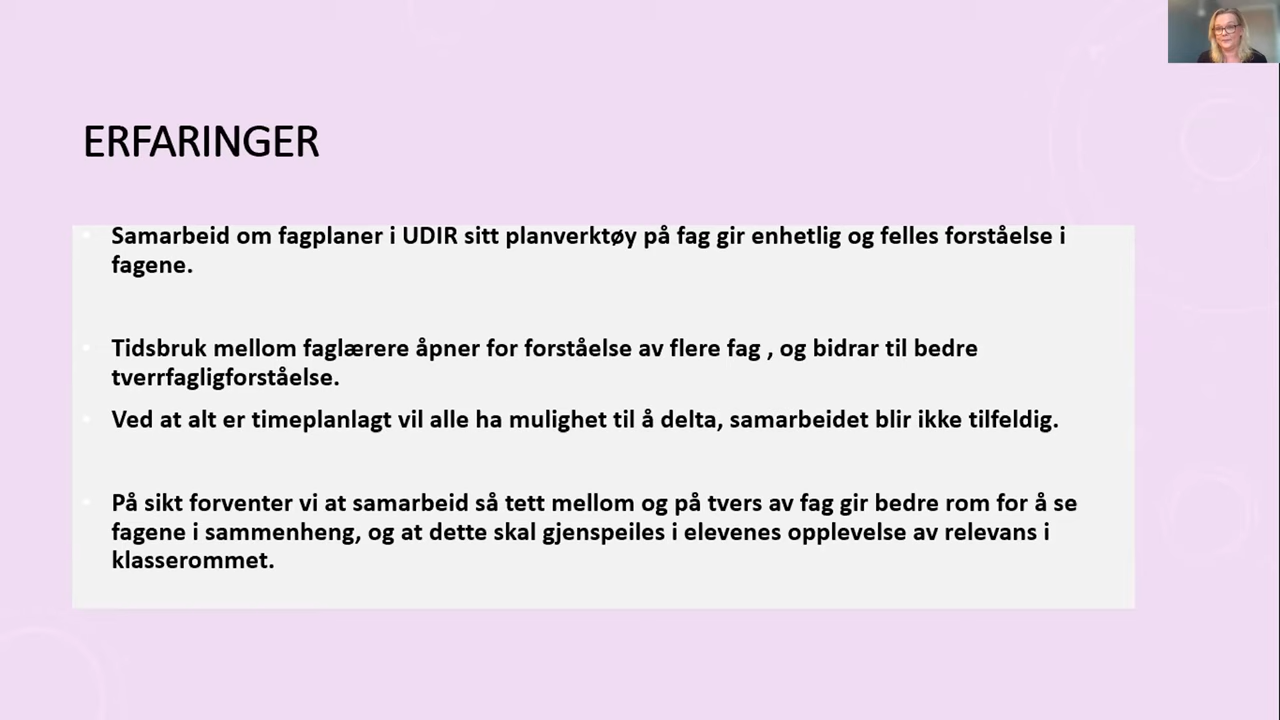 ERFARINGER
Samarbeid om fagplaner i UDIR sitt planverktøy på fag gir enhetlig og felles forståelse i
fagene.
Tidsbruk mellom faglærere åpner for forståelse av flere fag , og bidrar til bedre
tverrfagligforståelse.
Ved at alt er timeplanlagt vil alle ha mulighet til å delta, samarbeidet blir ikke tilfeldig.
På sikt forventer vi at samarbeid så tett mellom og på tvers av fag gir bedre rom for å se
fagene i sammenheng, og at dette skal gjenspeiles i elevenes opplevelse av relevans i
klasserommet.